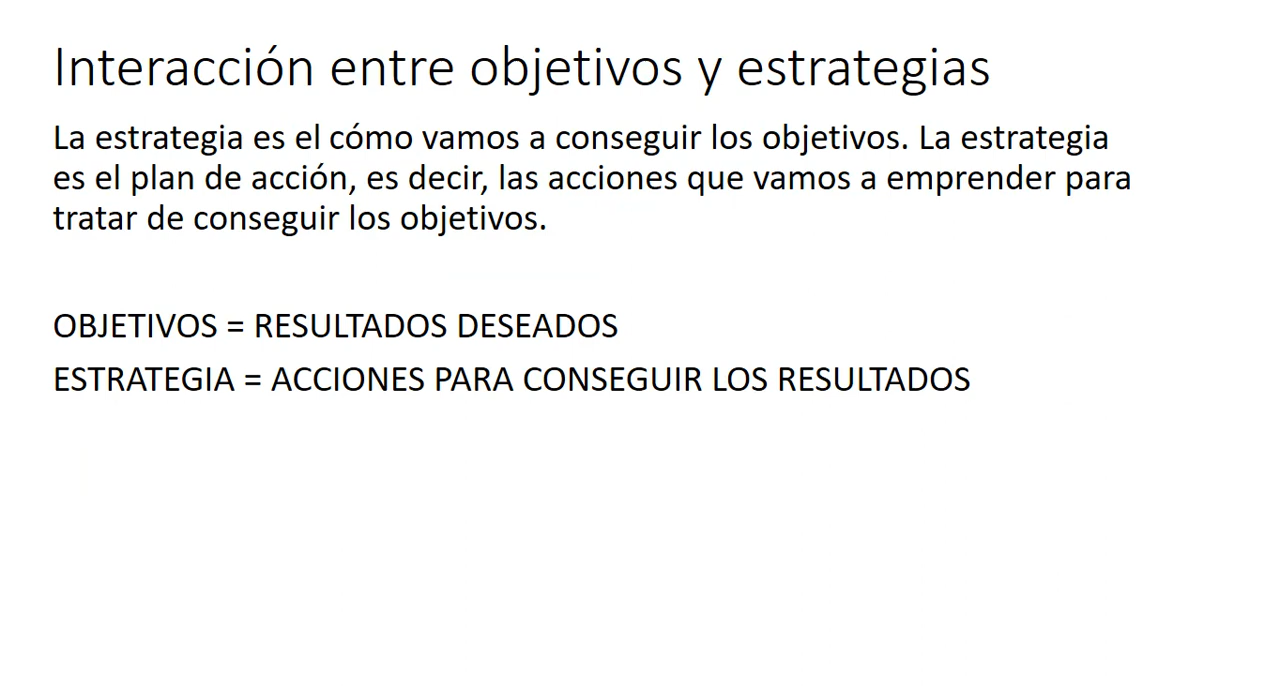 Interacción entre objetivos y estrategias
La estrategia es el cómo vamos a conseguir los objetivos. La estrategia
es el plan de acción, es decir, las acciones que vamos a emprender para
tratar de conseguir los objetivos.
OBJETIVOS = RESULTADOS DESEADOS
ESTRATEGIA = ACCIONES PARA CONSEGUIR LOS RESULTADOS